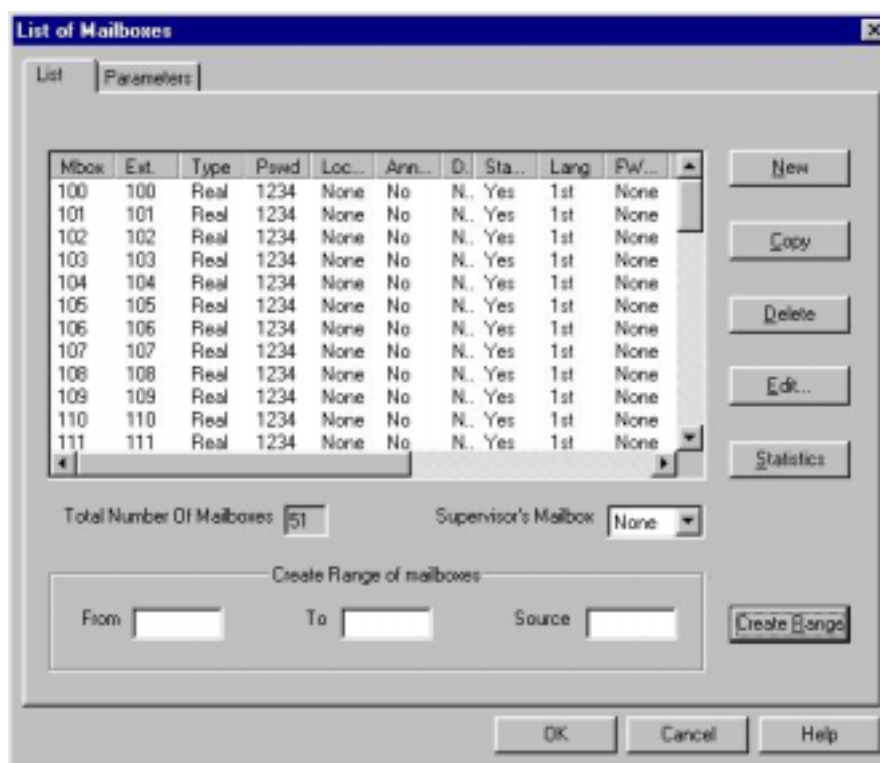 List of Mailboxes
List Parameters
Mbox Ext. Type Pswd Loc... Ann... D. Sta... Lang FW...
100 100 Real 1234 None No N.. Yes 1st None
101 101 Real 1234 None No N.. Yes 1st None
102 102 Real 1234 None No N.. Yes 1st None
103 103 Real 1234 None No N.. Yes 1st None
104 104 Real 1234 None No N.. Yes 1st None
105 105 Real 1234 None No N.. Yes 1st None
106 106 Real 1234 None No N.. Yes 1st None
107 107 Real 1234 None No N.. Yes 1st None
108 108 Real 1234 None No N.. Yes 1st None
109 109 Real 1234 None No N.. Yes 1st None
110 110 Real 1234 None No N.. Yes 1st None
111 111 Real 1234 None No N.. Yes 1st None
New
Copy
Delete
Edit...
Statistics
Total Number Of Mailboxes 51 Supervisor's Mailbox None
Create Range of mailboxes
From To Source Create Range
OK Cancel Help